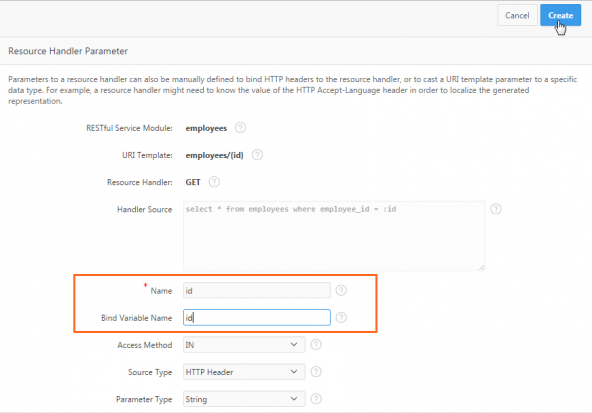 Cancel
Create
Resource Handler Parameter
Parameters to a resource handler can also be manually defined to bind HTTP headers to the resource handler, or to cast a URI template parameter to a specific
data type. For example, a resource handler might need to know the value of the HTTP Accept-Language header in order to localize the generated
representation.
RESTful Service Module: employees ?
URI Template: employees/{id} ?
Resource Handler: GET ?
Handler Source select * from employees where employee_id = :id ?
* Name id ?
Bind Variable Name id ?
Access Method IN ?
Source Type HTTP Header ?
Parameter Type String ?